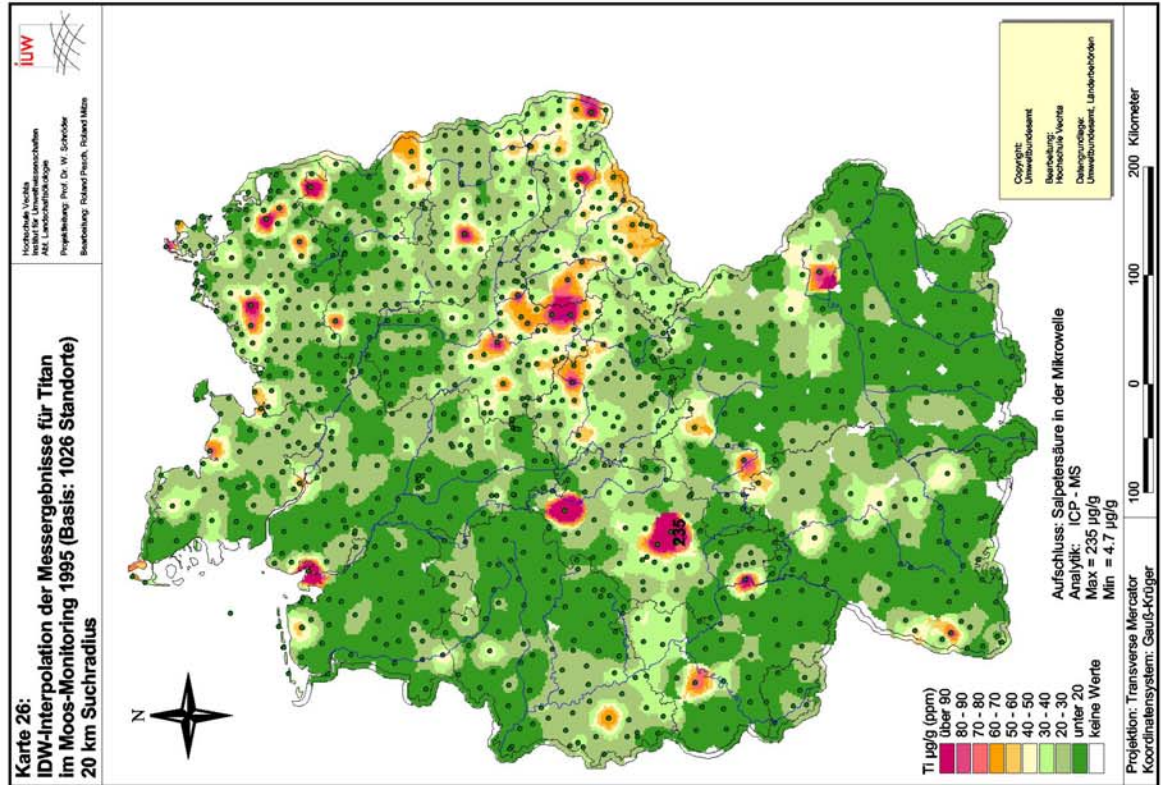 Karte 26:
IDW-Interpolation der Messergebnisse für Titan
im Moos-Monitoring 1995 (Basis: 1026 Standorte)
20 km Suchradius
Hochschule Vechta
Institut für Umweltwissenschaften
Abt. Landschaftsökologie
Projektleitung: Prof. Dr. W. Schröder
Bearbeitung: Roland Pesch, Roland Mitze
iuw
N
235
Ti µg/g (ppm)
über 90
80 - 90
70 - 80
60 - 70
50 - 60
40 - 50
30 - 40
20 - 30
unter 20
keine Werte
Aufschluss: Salpetersäure in der Mikrowelle
Analytik: ICP - MS
Max = 235 µg/g
Min = 4.7 µg/g
Copyright:
Umweltbundesamt
Bearbeitung:
Hochschule Vechta
Datengrundlage:
Umweltbundesamt, Länderbehörden
Projektion: Transverse Mercator
Koordinatensystem: Gauß-Krüger
100 0 100 200 Kilometer